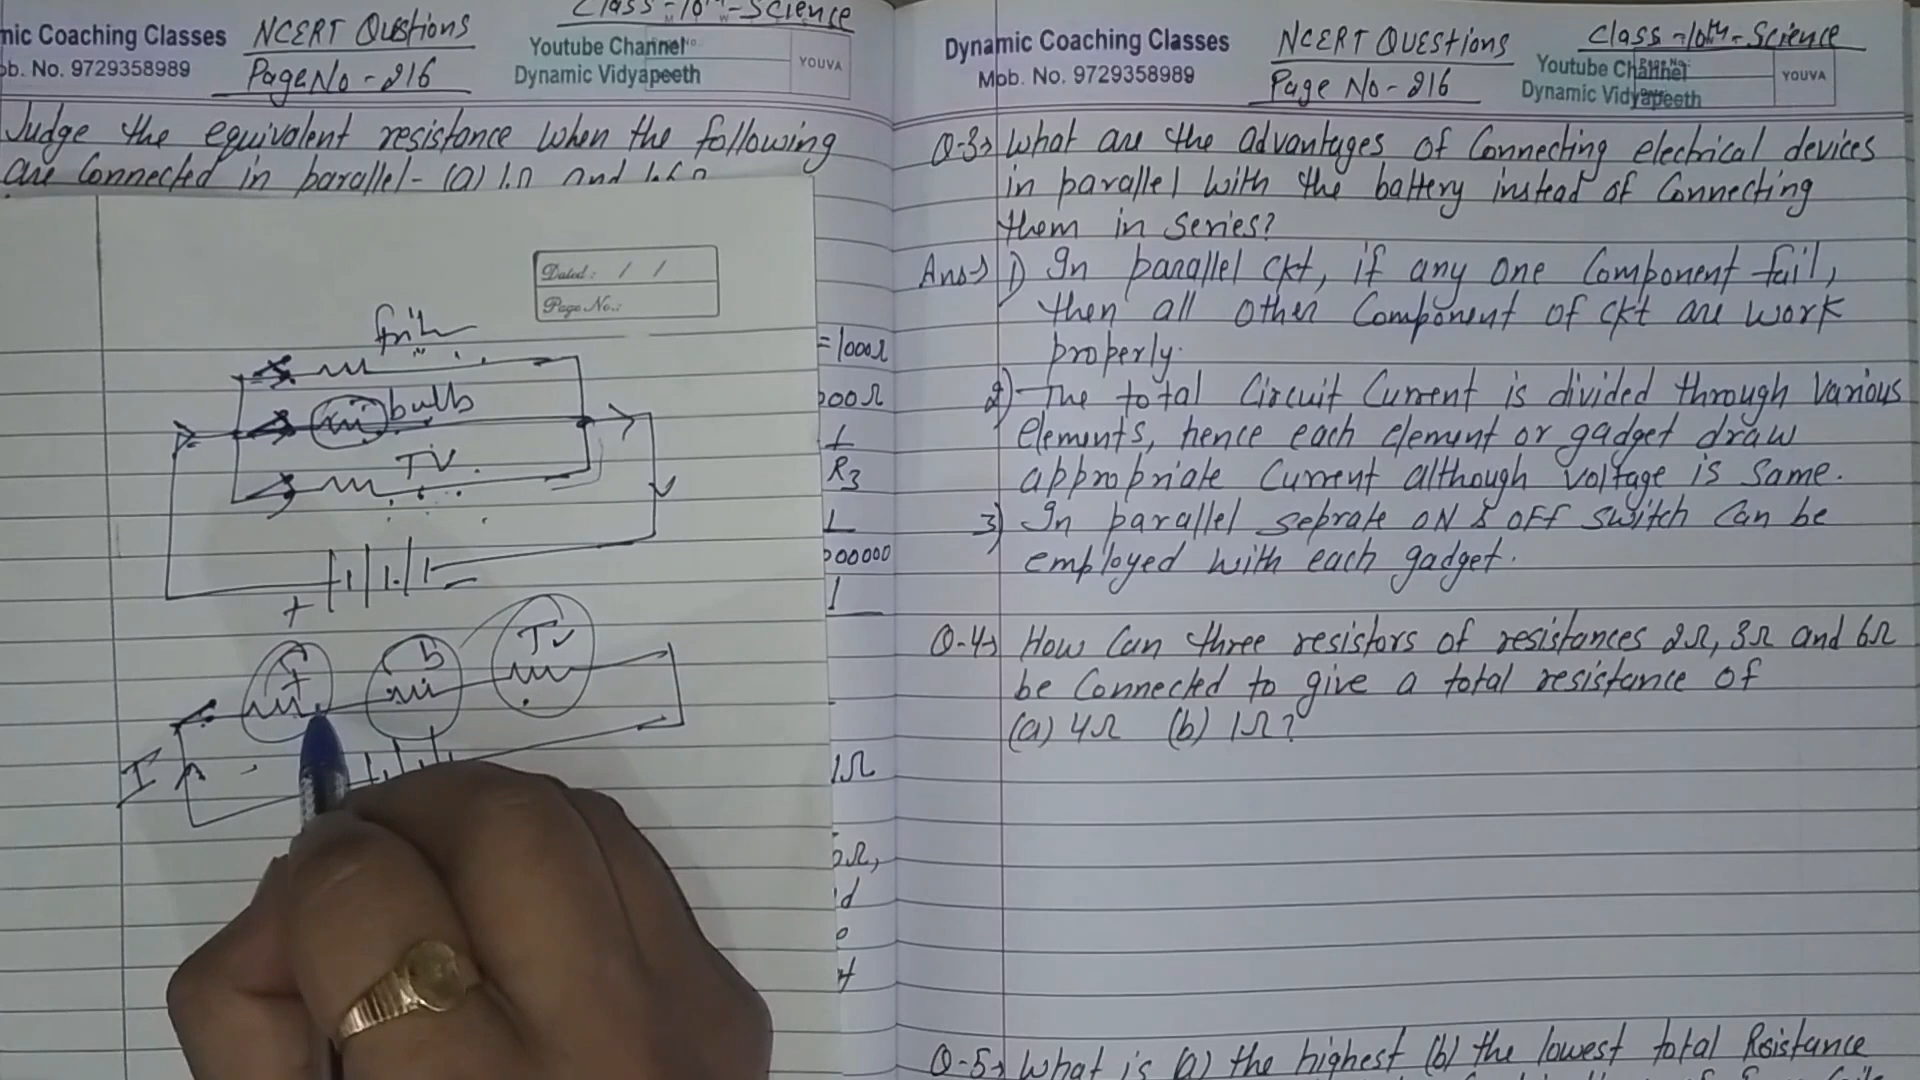 mic Coaching Classes
ob. No. 9729358989
NCERT Questions
Page No - 216
Class - 10th - Science
Youtube Channel
Dynamic Vidyapeeth
YOUVA
Judge the equivalent resistance when the following
are Connected in parallel - (a) 1Ω and
Dated: / /
Page No.:
bulb
TV
+
b
TV
I
=1000Ω
R3
1
1Ω
Dynamic Coaching Classes
Mob. No. 9729358989
NCERT Questions
Page No - 216
Class - 10th - Science
Youtube Channel
Dynamic Vidyapeeth
YOUVA
Q-3→ What are the advantages of Connecting electrical devices
in parallel with the battery instead of Connecting
them in series?
Ans→ 1) In parallel ckt, if any one Component fail,
then all other Component of ckt are work
properly.
2) The total Circuit Current is divided through Various
elements, hence each element or gadget draw
appropriate Current although voltage is same.
3) In parallel seprate ON & OFF switch Can be
employed with each gadget.
Q-4→ How Can three resistors of resistances 2Ω, 3Ω and 6Ω
be Connected to give a total resistance of
(a) 4Ω (b) 1Ω?
Q-5→ What is (a) the highest (b) the lowest total Resistance